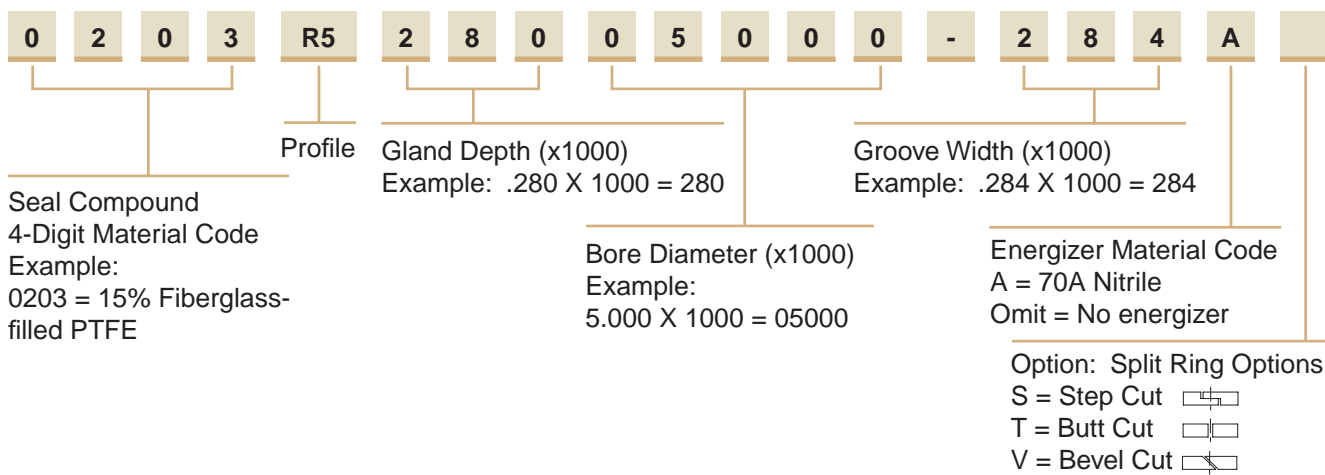 0 2 0 3 R5 2 8 0 0 5 0 0 0 - 2 8 4 A
Profile
Gland Depth (x1000)
Example: .280 X 1000 = 280
Groove Width (x1000)
Example: .284 X 1000 = 284
Seal Compound
4-Digit Material Code
Example:
0203 = 15% Fiberglass-
filled PTFE
Bore Diameter (x1000)
Example:
5.000 X 1000 = 05000
Energizer Material Code
A = 70A Nitrile
Omit = No energizer
Option: Split Ring Options
S = Step Cut
T = Butt Cut
V = Bevel Cut